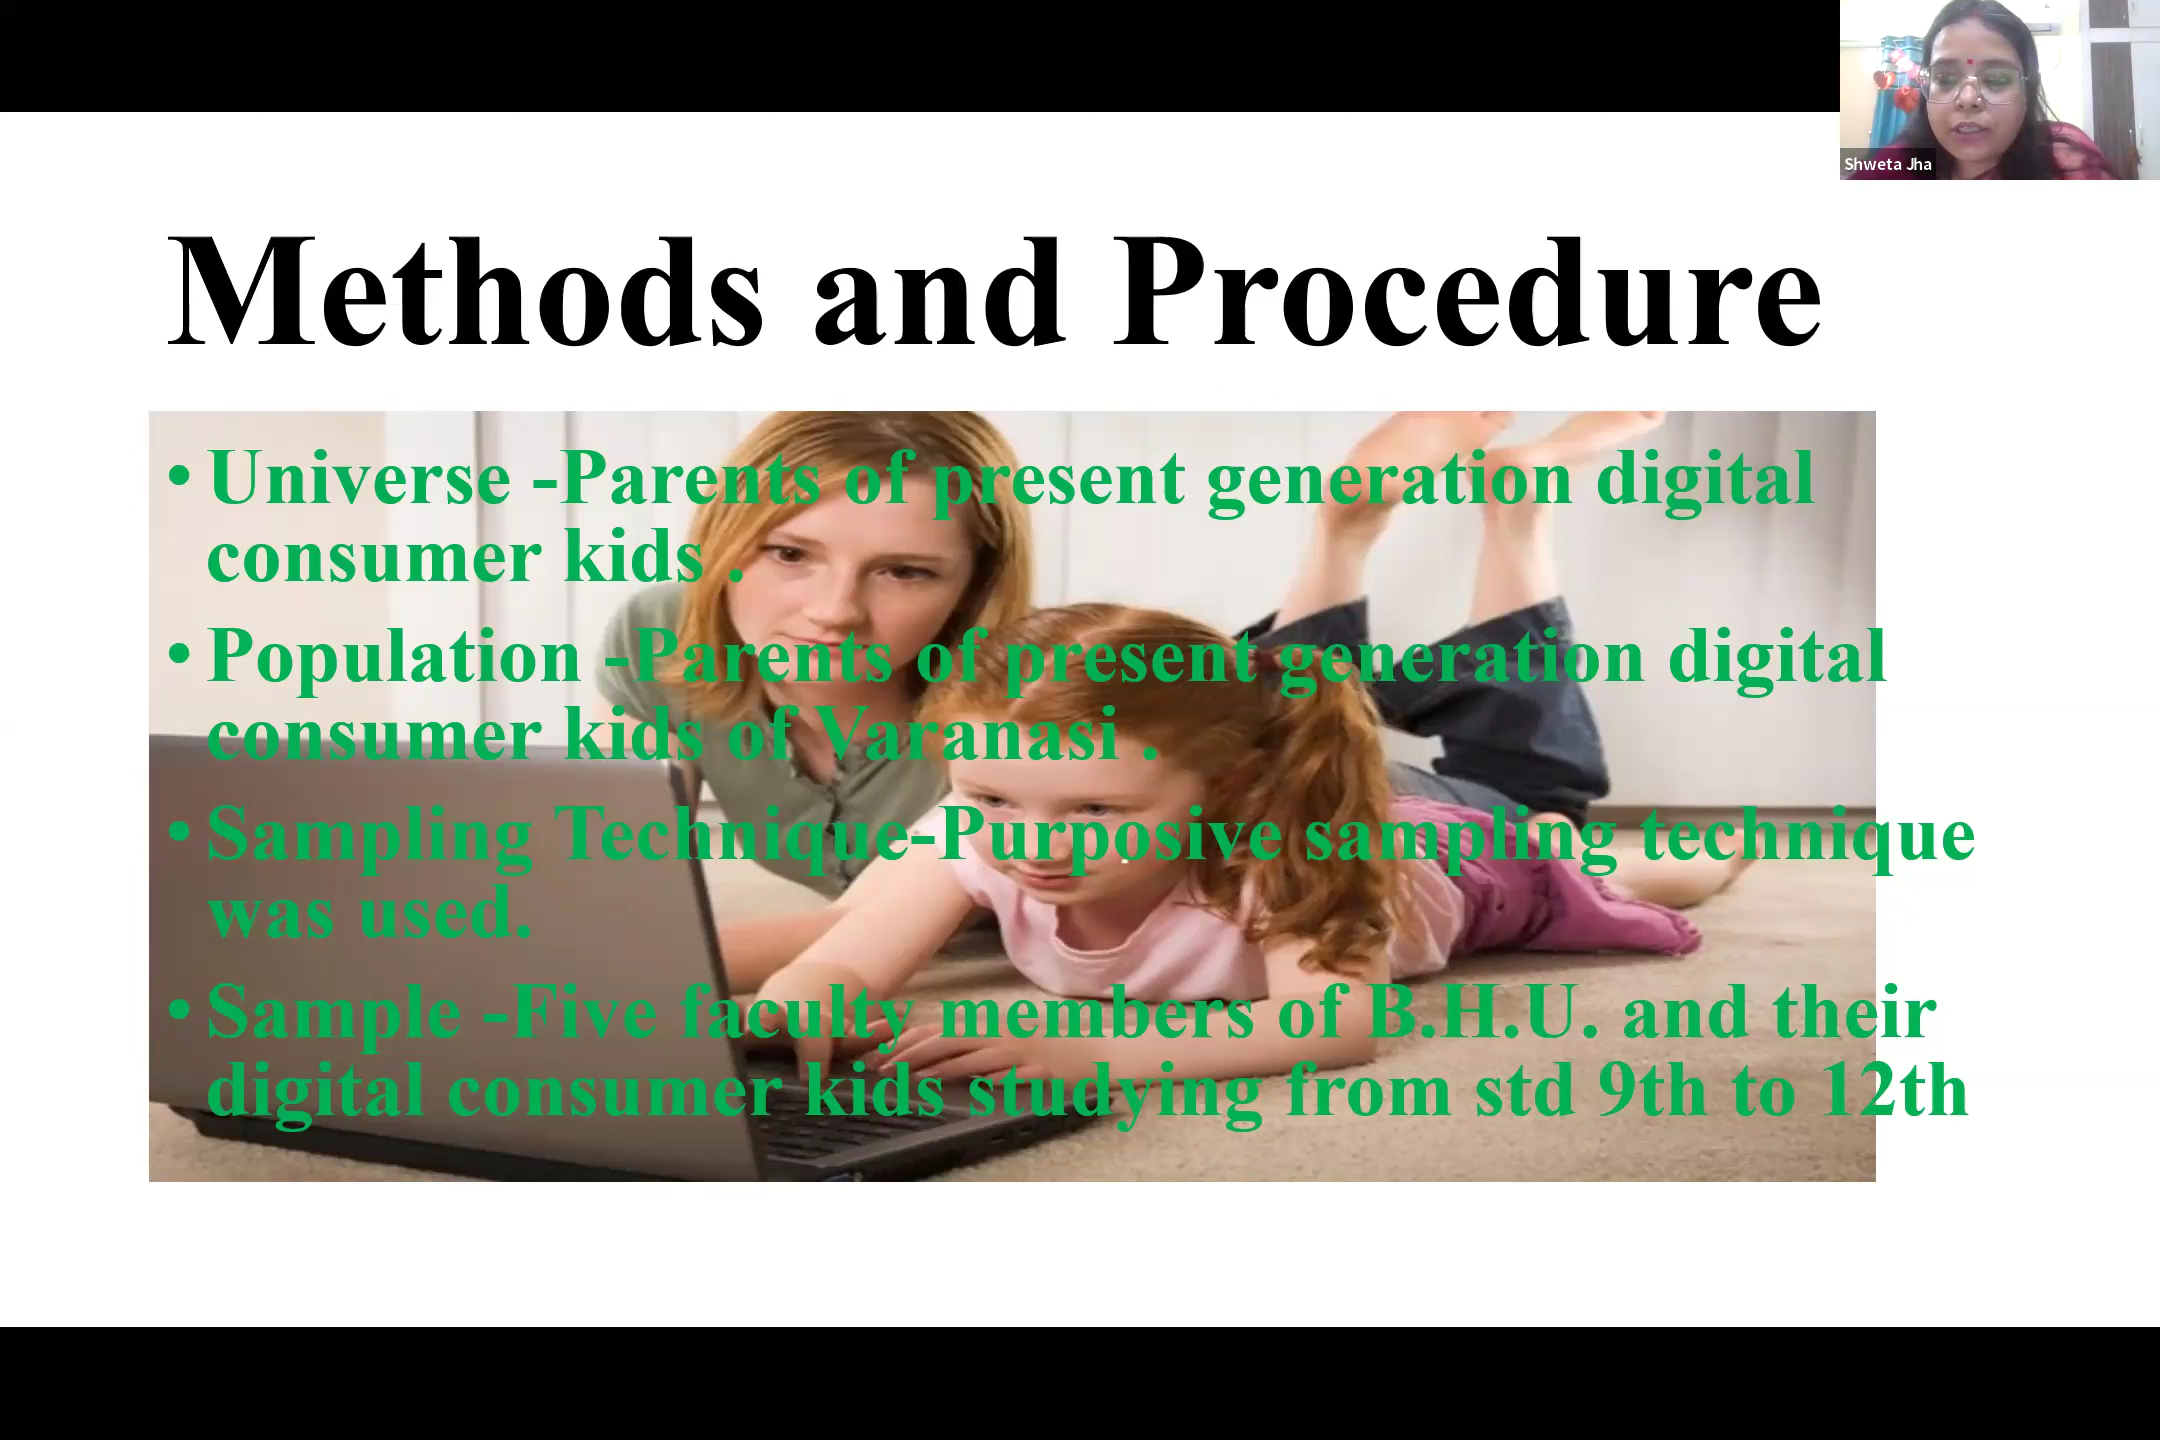 Shweta Jha
Methods and Procedure
• Universe -Parents of present generation digital
consumer kids .
• Population -Parents of present generation digital
consumer kids of Varanasi .
• Sampling Technique-Purposive sampling technique
was used.
• Sample -Five faculty members of B.H.U. and their
digital consumer kids studying from std 9th to 12th